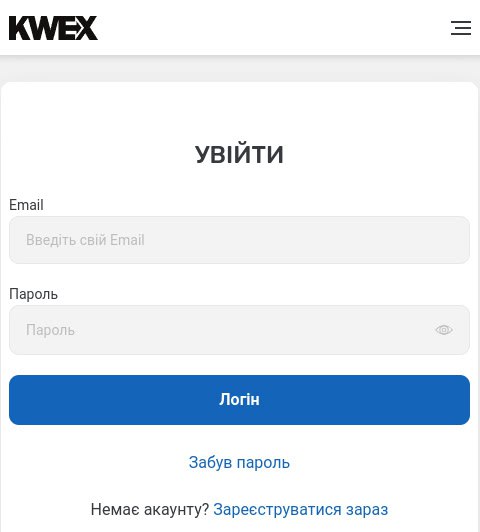 KWEX
УВІЙТИ
Email
Введіть свій Email
Пароль
Пароль
Логін
Забув пароль
Немає акаунту? Зареєструватися зараз